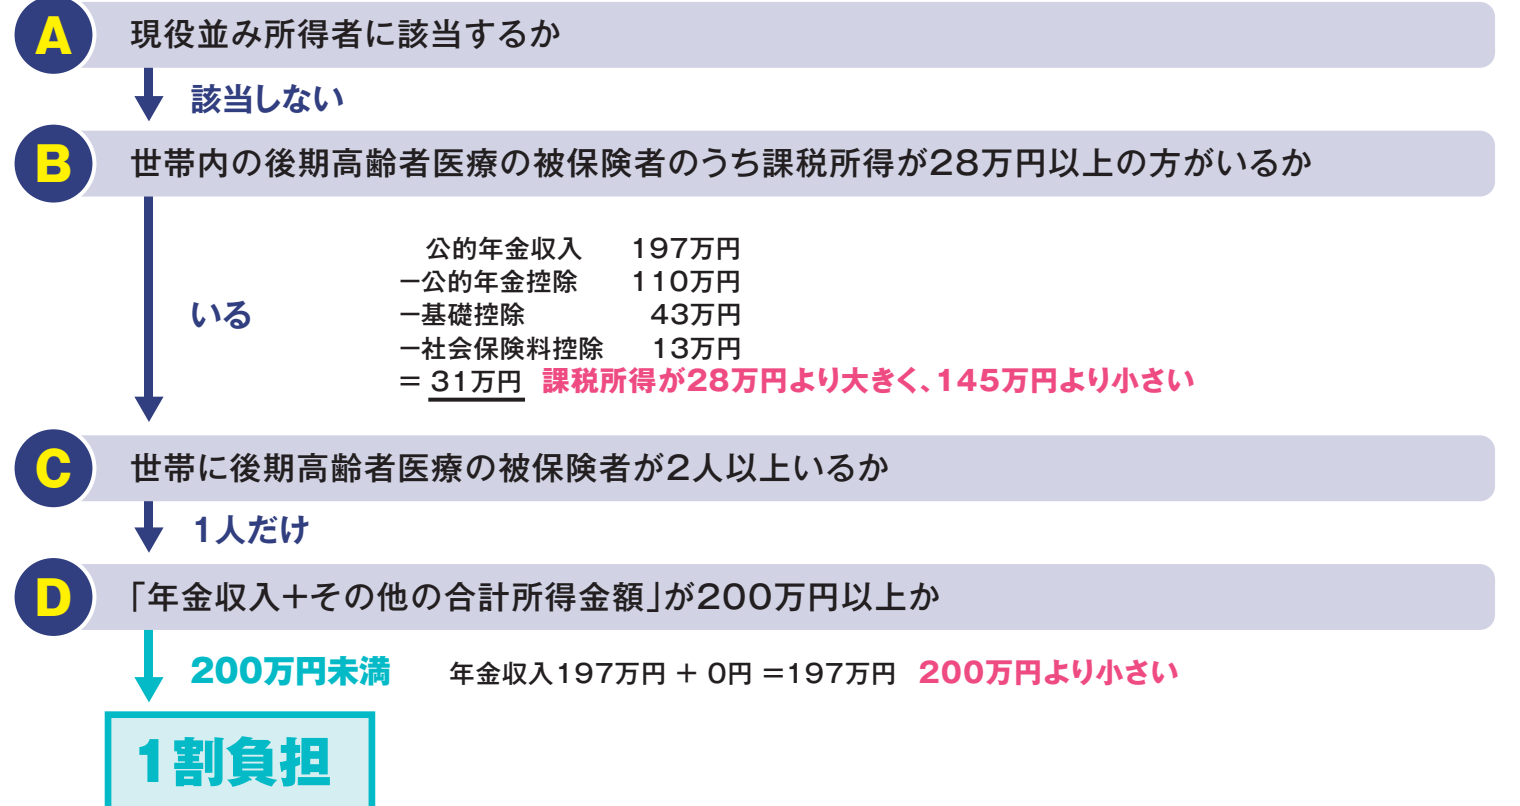 A 現役並み所得者に該当するか
該当しない
B 世帯内の後期高齢者医療の被保険者のうち課税所得が28万円以上の方がいるか
いる
公的年金収入 197万円
－公的年金控除 110万円
－基礎控除 43万円
－社会保険料控除 13万円
＝ 31万円 課税所得が28万円より大きく、145万円より小さい
C 世帯に後期高齢者医療の被保険者が2人以上いるか
1人だけ
D 「年金収入＋その他の合計所得金額」が200万円以上か
200万円未満 年金収入197万円 ＋ 0円 ＝197万円 200万円より小さい
1割負担